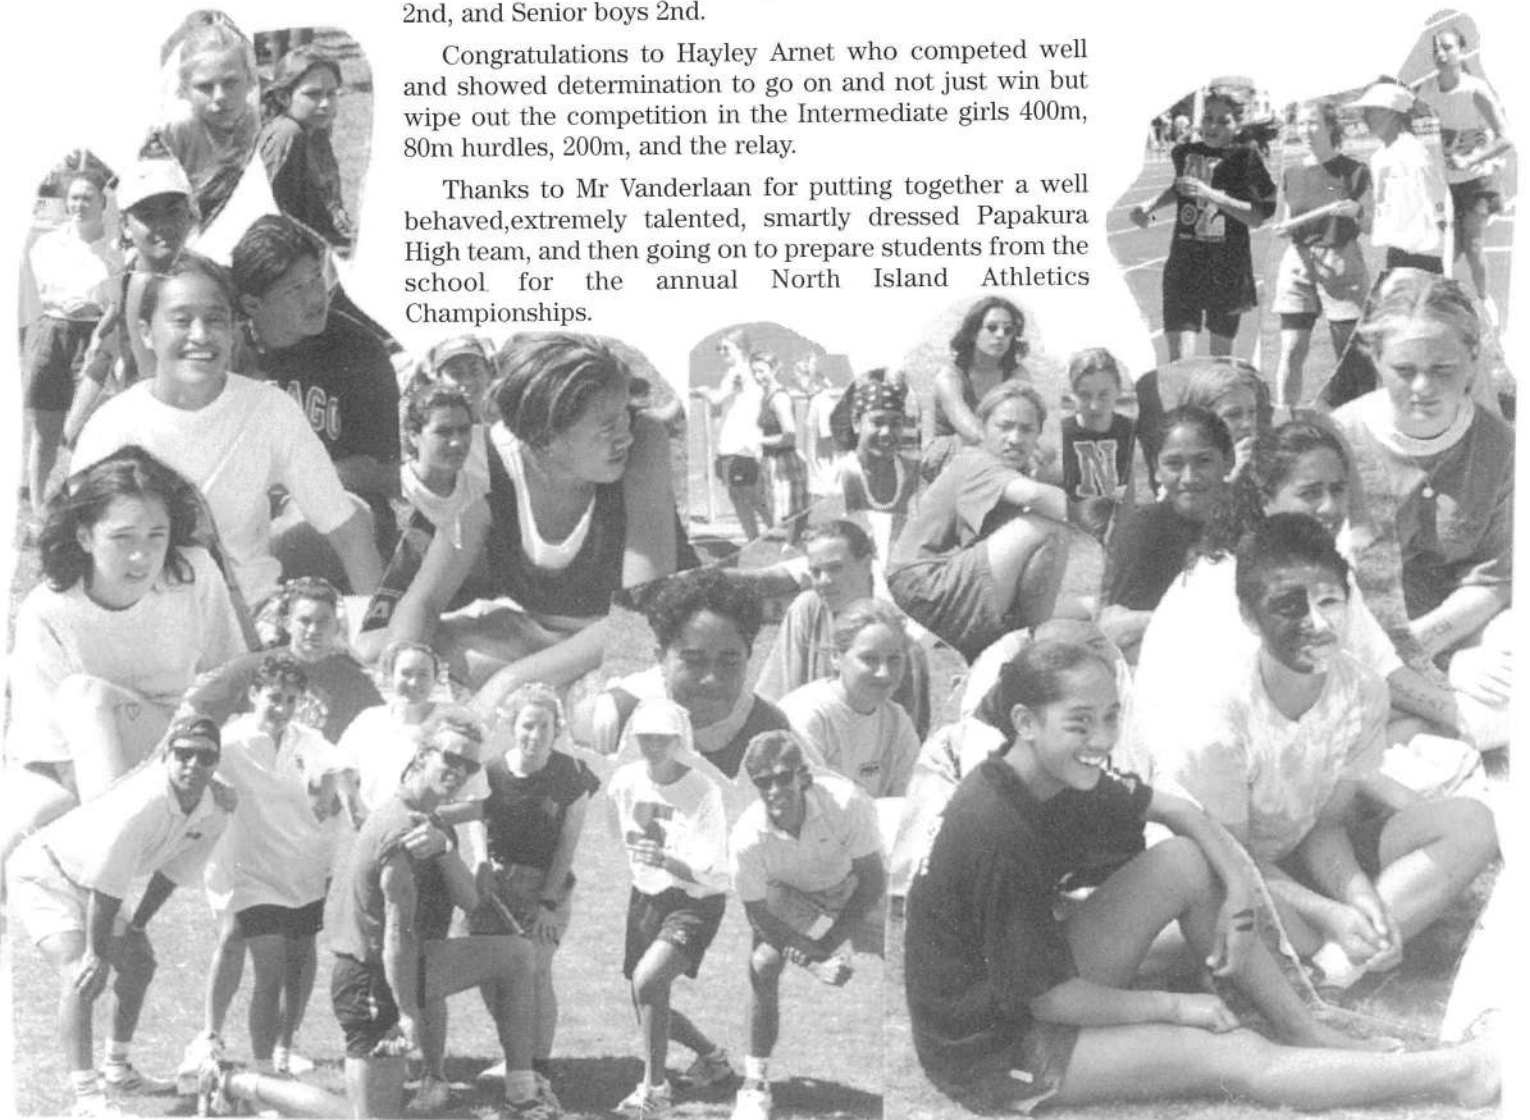 2nd, and Senior boys 2nd.
Congratulations to Hayley Arnet who competed well
and showed determination to go on and not just win but
wipe out the competition in the Intermediate girls 400m,
80m hurdles, 200m, and the relay.
Thanks to Mr Vanderlaan for putting together a well
behaved,extremely talented, smartly dressed Papakura
High team, and then going on to prepare students from the
school for the annual North Island Athletics
Championships.
AGO
N